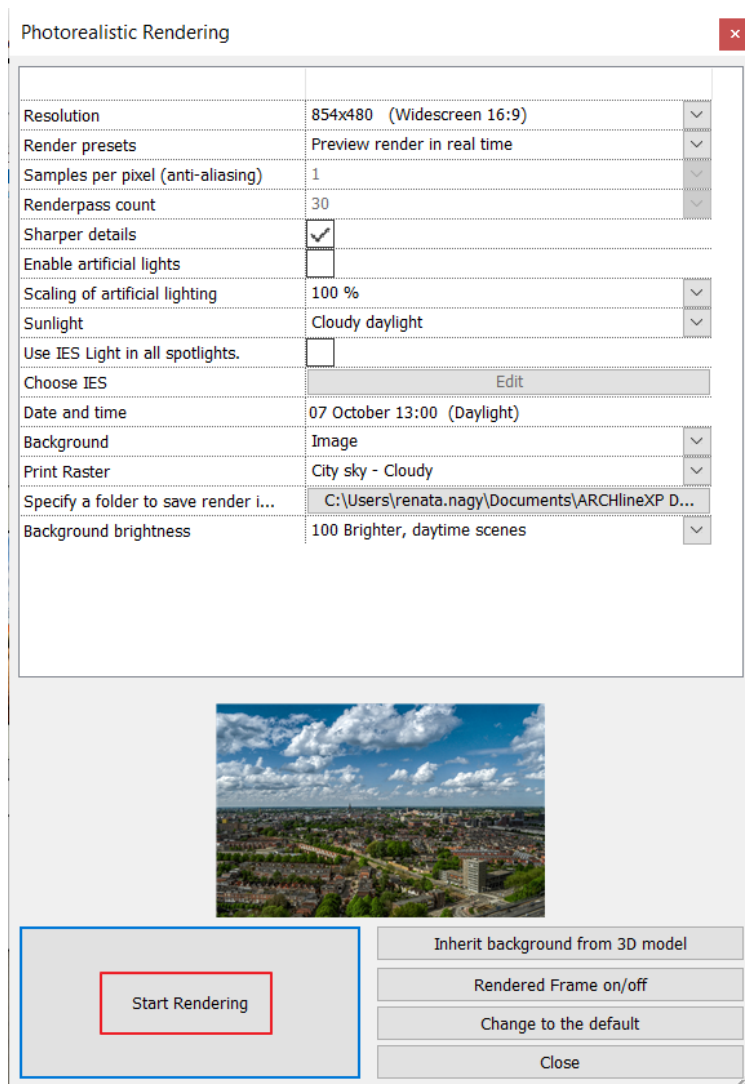 Photorealistic Rendering
Resolution 854x480 (Widescreen 16:9)
Render presets Preview render in real time
Samples per pixel (anti-aliasing) 1
Renderpass count 30
Sharper details
Enable artificial lights
Scaling of artificial lighting 100 %
Sunlight Cloudy daylight
Use IES Light in all spotlights.
Choose IES Edit
Date and time 07 October 13:00 (Daylight)
Background Image
Print Raster City sky - Cloudy
Specify a folder to save render i... C:\Users\renata.nagy\Documents\ARCHlineXP D...
Background brightness 100 Brighter, daytime scenes
Start Rendering
Inherit background from 3D model
Rendered Frame on/off
Change to the default
Close